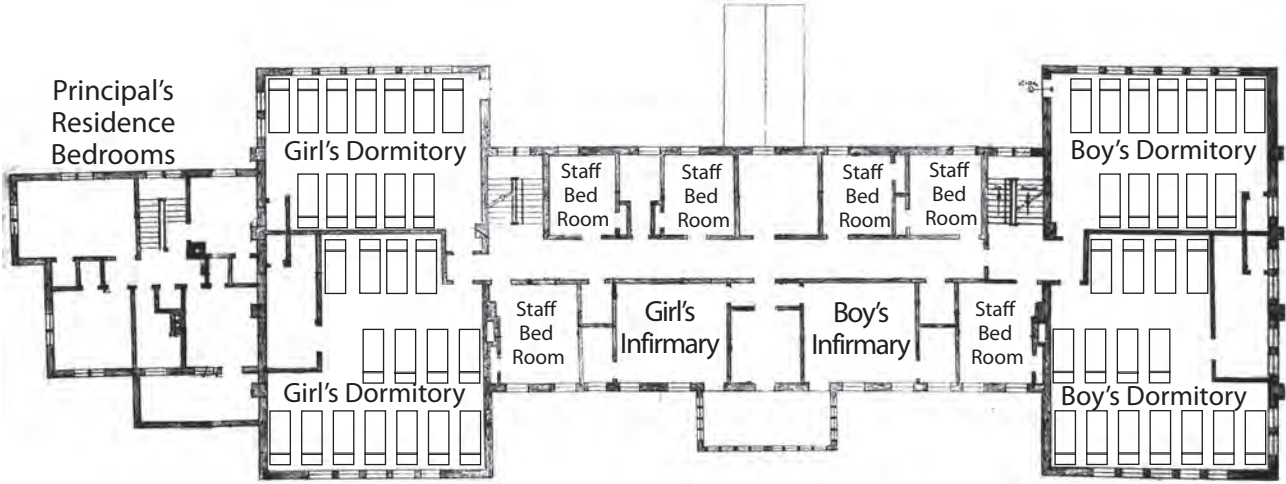 Principal's
Residence
Bedrooms
Girl's Dormitory
Staff
Bed
Room
Staff
Bed
Room
Staff
Bed
Room
Staff
Bed
Room
Boy's Dormitory
Staff
Bed
Room
Girl's
Infirmary
Boy's
Infirmary
Staff
Bed
Room
Girl's Dormitory
Boy's Dormitory